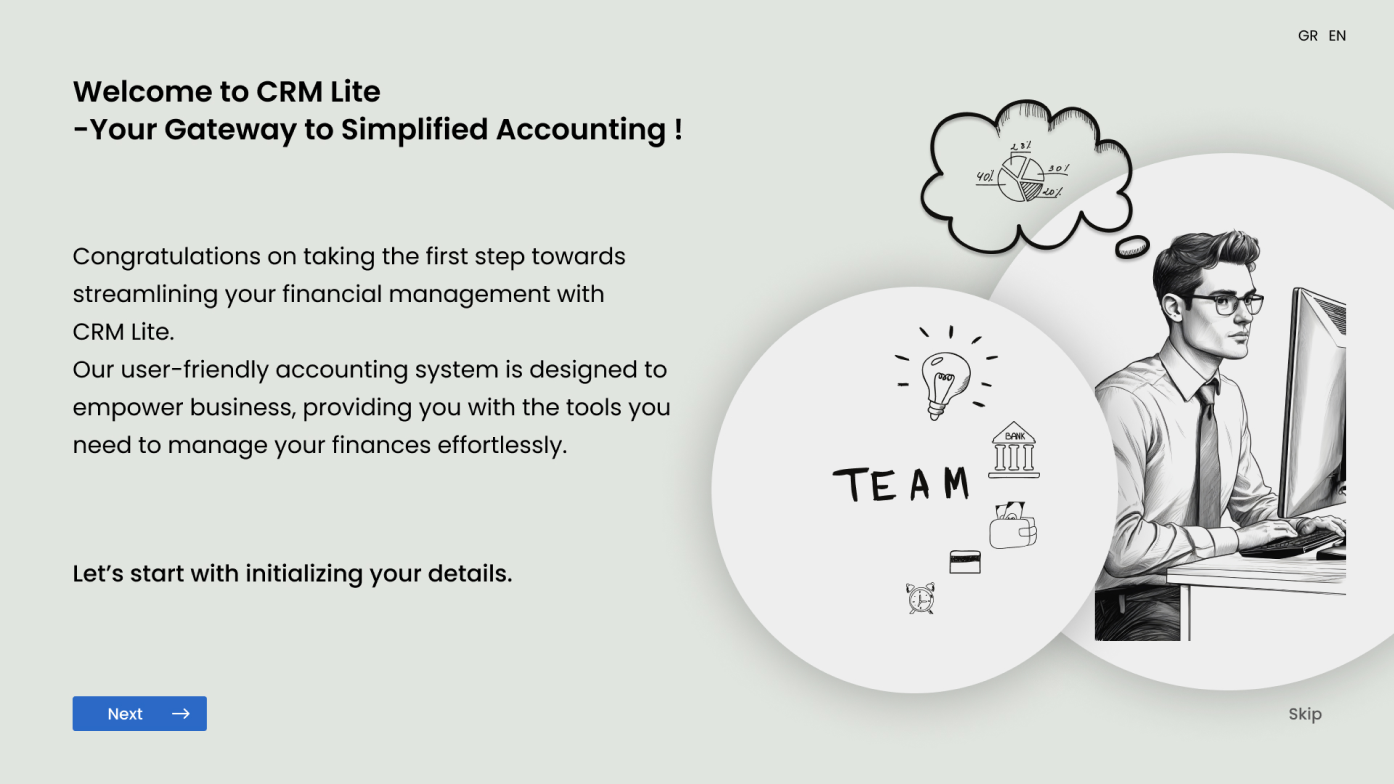 GR EN
Welcome to CRM Lite
-Your Gateway to Simplified Accounting !
Congratulations on taking the first step towards
streamlining your financial management with
CRM Lite.
Our user-friendly accounting system is designed to
empower business, providing you with the tools you
need to manage your finances effortlessly.
Let’s start with initializing your details.
Next
23%
40%
30%
20%
BANK
TEAM
Skip